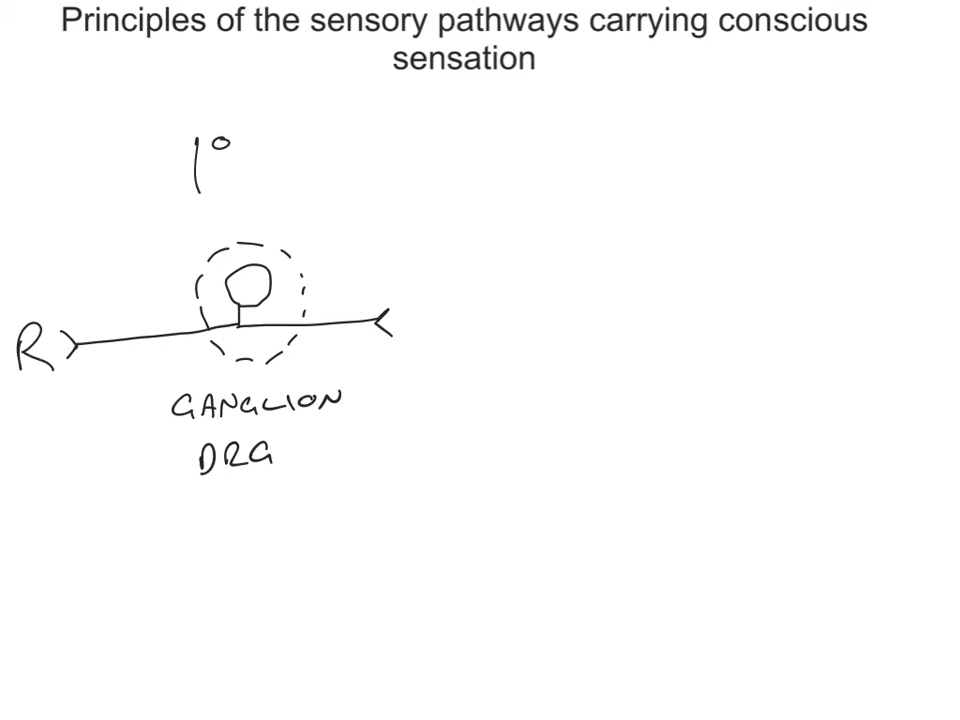 Principles of the sensory pathways carrying conscious
sensation
1°
R
GANGLION
DRG